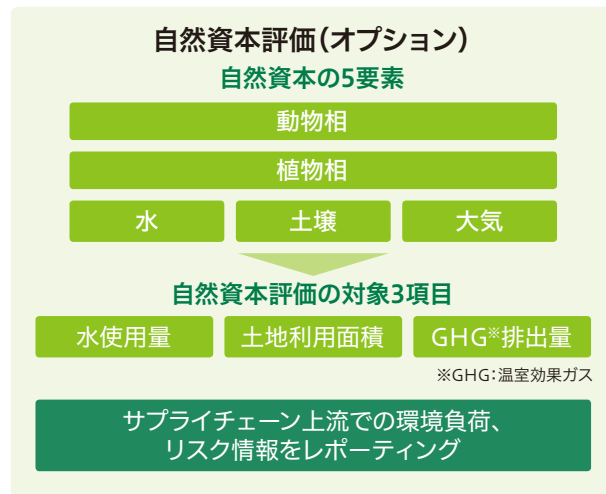 自然資本評価（オプション）
自然資本の5要素
動物相
植物相
水 土壌 大気
自然資本評価の対象3項目
水使用量 土地利用面積 GHG※排出量
※GHG：温室効果ガス
サプライチェーン上流での環境負荷、
リスク情報をレポーティング